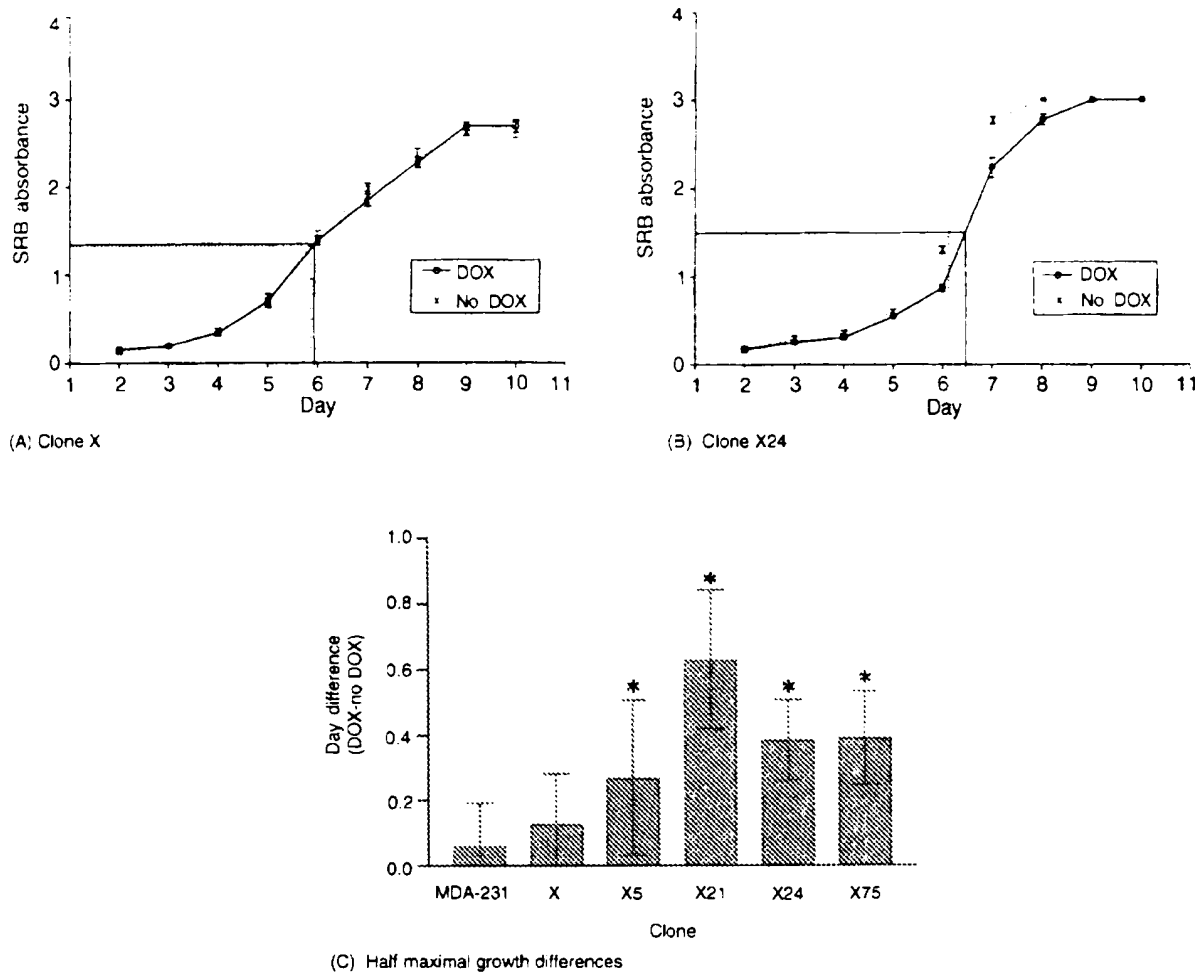 4
3
2
1
0
SRB absorbance
1 2 3 4 5 6 7 8 9 10 11
Day
DOX
No DOX
(A) Clone X
4
3
2
1
0
SRB absorbance
1 2 3 4 5 6 7 8 9 10 11
Day
DOX
No DOX
(B) Clone X24
1.0
0.8
0.6
0.4
0.2
0.0
Day difference
(DOX-no DOX)
*
*
*
*
MDA-231 X X5 X21 X24 X75
Clone
(C) Half maximal growth differences